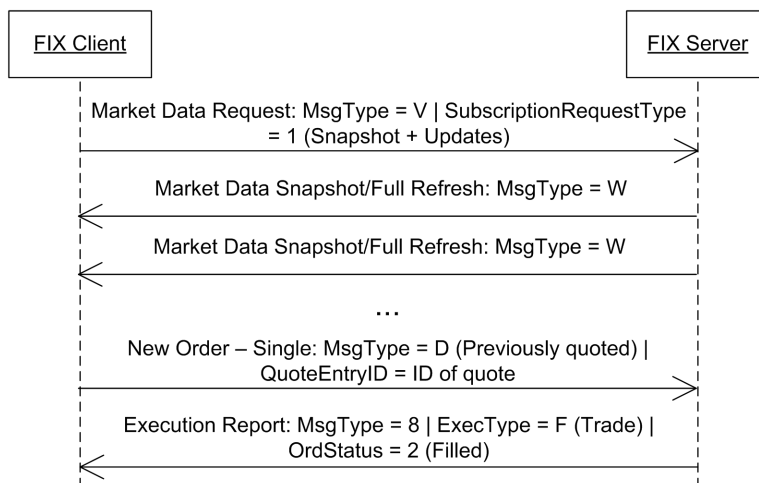 FIX Client
FIX Server
Market Data Request: MsgType = V | SubscriptionRequestType
= 1 (Snapshot + Updates)
Market Data Snapshot/Full Refresh: MsgType = W
Market Data Snapshot/Full Refresh: MsgType = W
...
New Order – Single: MsgType = D (Previously quoted) |
QuoteEntryID = ID of quote
Execution Report: MsgType = 8 | ExecType = F (Trade) |
OrdStatus = 2 (Filled)